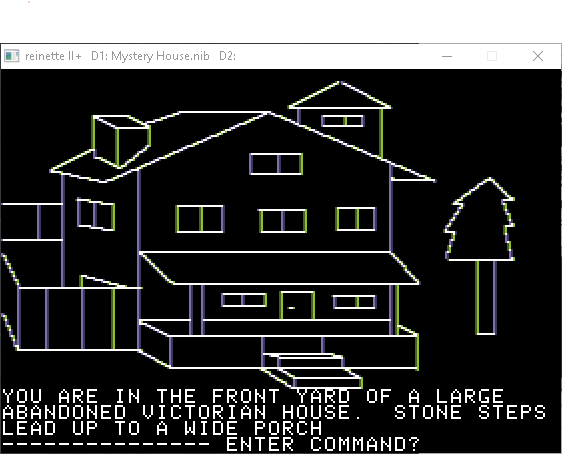 reinette II+ D1: Mystery House.nib D2:
YOU ARE IN THE FRONT YARD OF A LARGE
ABANDONED VICTORIAN HOUSE. STONE STEPS
LEAD UP TO A WIDE PORCH
--------------- ENTER COMMAND?